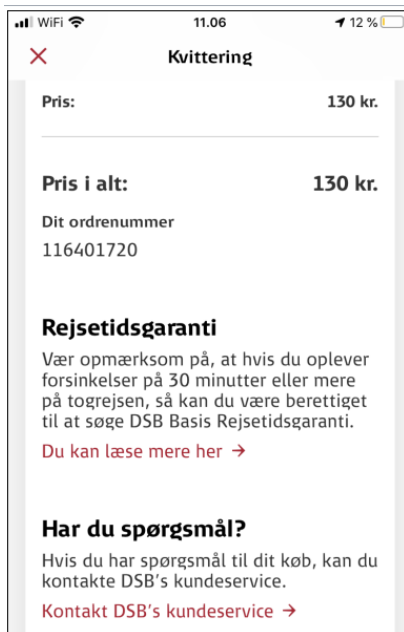 WiFi 11.06 12 %
Kvittering
Pris: 130 kr.
Pris i alt: 130 kr.
Dit ordrenummer
116401720
Rejsetidsgaranti
Vær opmærksom på, at hvis du oplever
forsinkelser på 30 minutter eller mere
på togrejsen, så kan du være berettiget
til at søge DSB Basis Rejsetidsgaranti.
Du kan læse mere her →
Har du spørgsmål?
Hvis du har spørgsmål til dit køb, kan du
kontakte DSB's kundeservice.
Kontakt DSB's kundeservice →